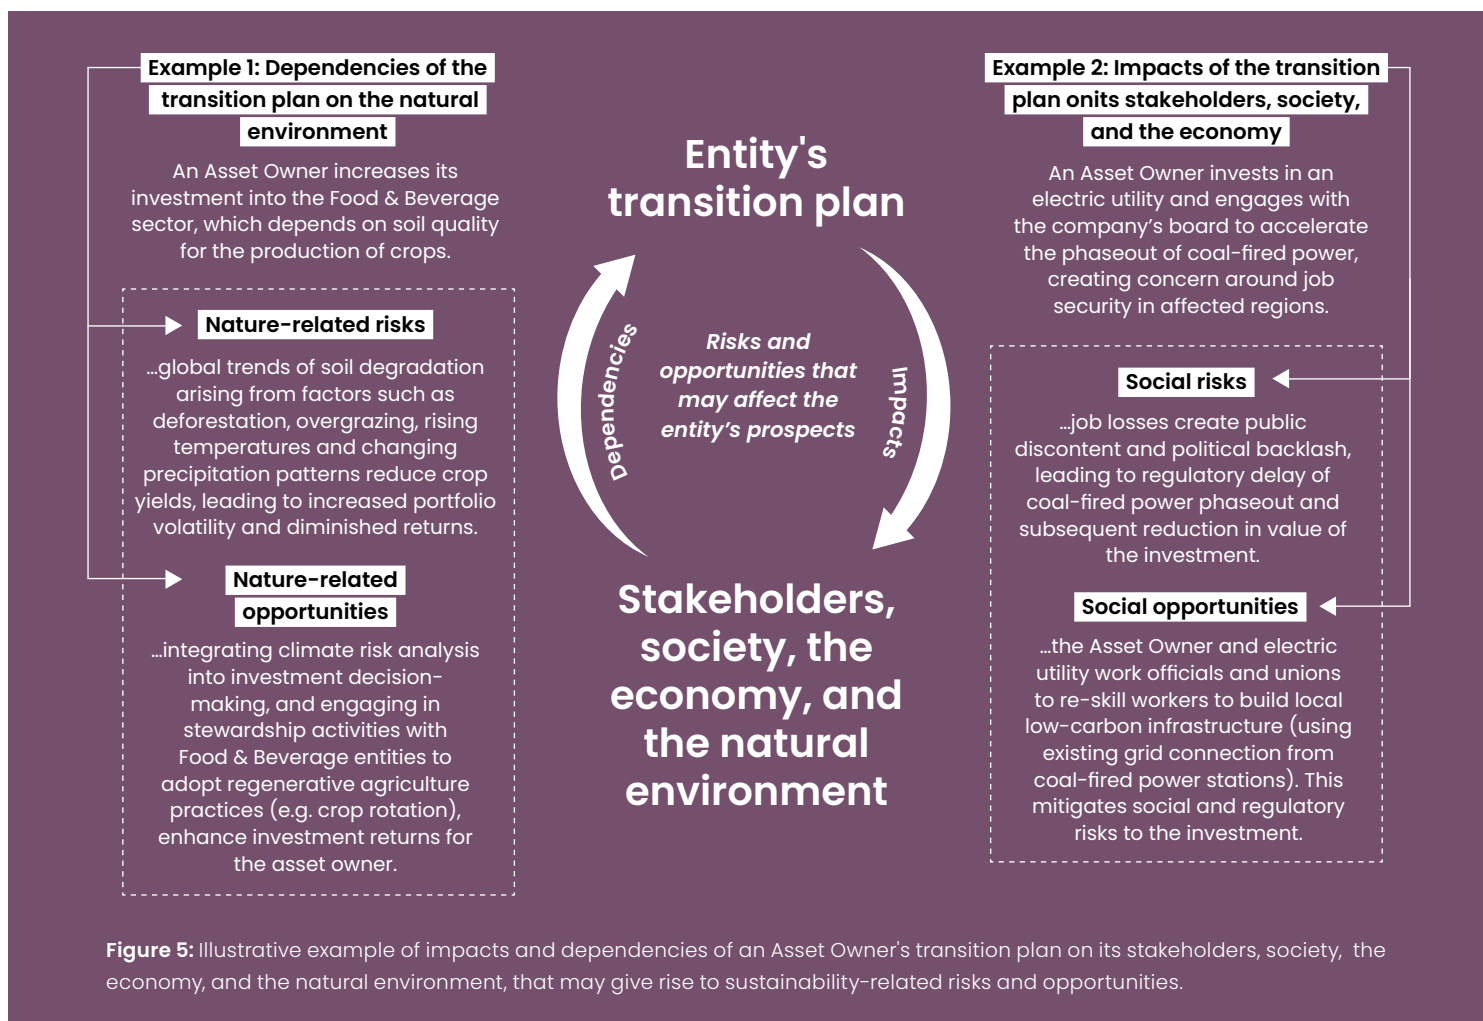 Example 1: Dependencies of the
transition plan on the natural
environment
An Asset Owner increases its
investment into the Food & Beverage
sector, which depends on soil quality
for the production of crops.
Nature-related risks
...global trends of soil degradation
arising from factors such as
deforestation, overgrazing, rising
temperatures and changing
precipitation patterns reduce crop
yields, leading to increased portfolio
volatility and diminished returns.
Nature-related
opportunities
...integrating climate risk analysis
into investment decision-
making, and engaging in
stewardship activities with
Food & Beverage entities to
adopt regenerative agriculture
practices (e.g. crop rotation),
enhance investment returns for
the asset owner.
Entity's
transition plan
Dependencies
Risks and
opportunities that
may affect the
entity’s prospects
Impacts
Stakeholders,
society, the
economy, and
the natural
environment
Example 2: Impacts of the transition
plan onits stakeholders, society,
and the economy
An Asset Owner invests in an
electric utility and engages with
the company’s board to accelerate
the phaseout of coal-fired power,
creating concern around job
security in affected regions.
Social risks
...job losses create public
discontent and political backlash,
leading to regulatory delay of
coal-fired power phaseout and
subsequent reduction in value of
the investment.
Social opportunities
...the Asset Owner and electric
utility work officials and unions
to re-skill workers to build local
low-carbon infrastructure (using
existing grid connection from
coal-fired power stations). This
mitigates social and regulatory
risks to the investment.
Figure 5: Illustrative example of impacts and dependencies of an Asset Owner's transition plan on its stakeholders, society, the
economy, and the natural environment, that may give rise to sustainability-related risks and opportunities.